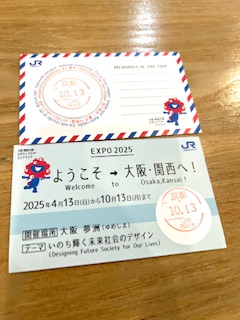 JR
MEMORIES OF THE TRIP
京都
10.13
JR
EXPO 2025
ようこそ → 大阪・関西へ!
Welcome to Osaka,Kansai!
2025年4月13日(日)から10月13日(月)まで
京都
10.13
開催場所 大阪 夢洲(ゆめしま)
テーマ いのち輝く未来社会のデザイン
(Designing Future Society for Our Lives)